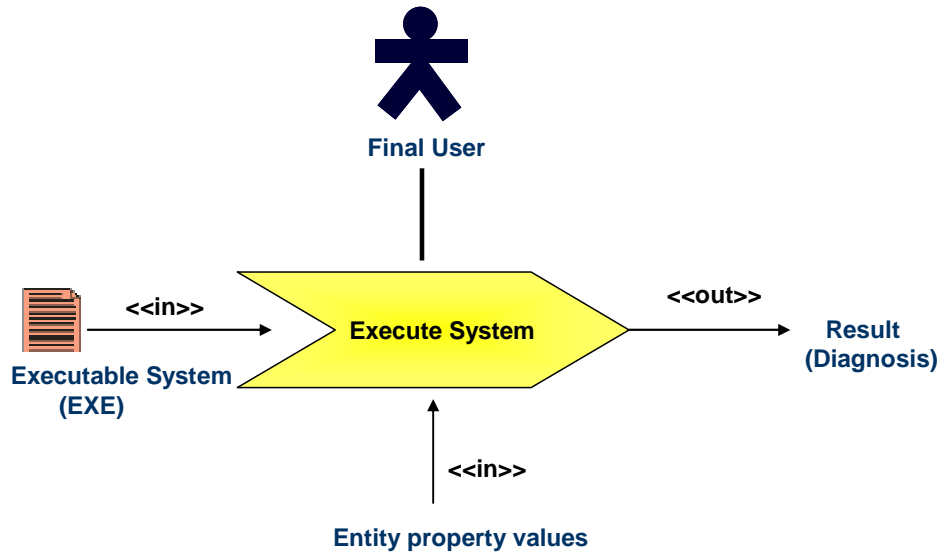 Final User
<<in>>
<<out>>
Execute System
Result
(Diagnosis)
Executable System
(EXE)
<<in>>
Entity property values